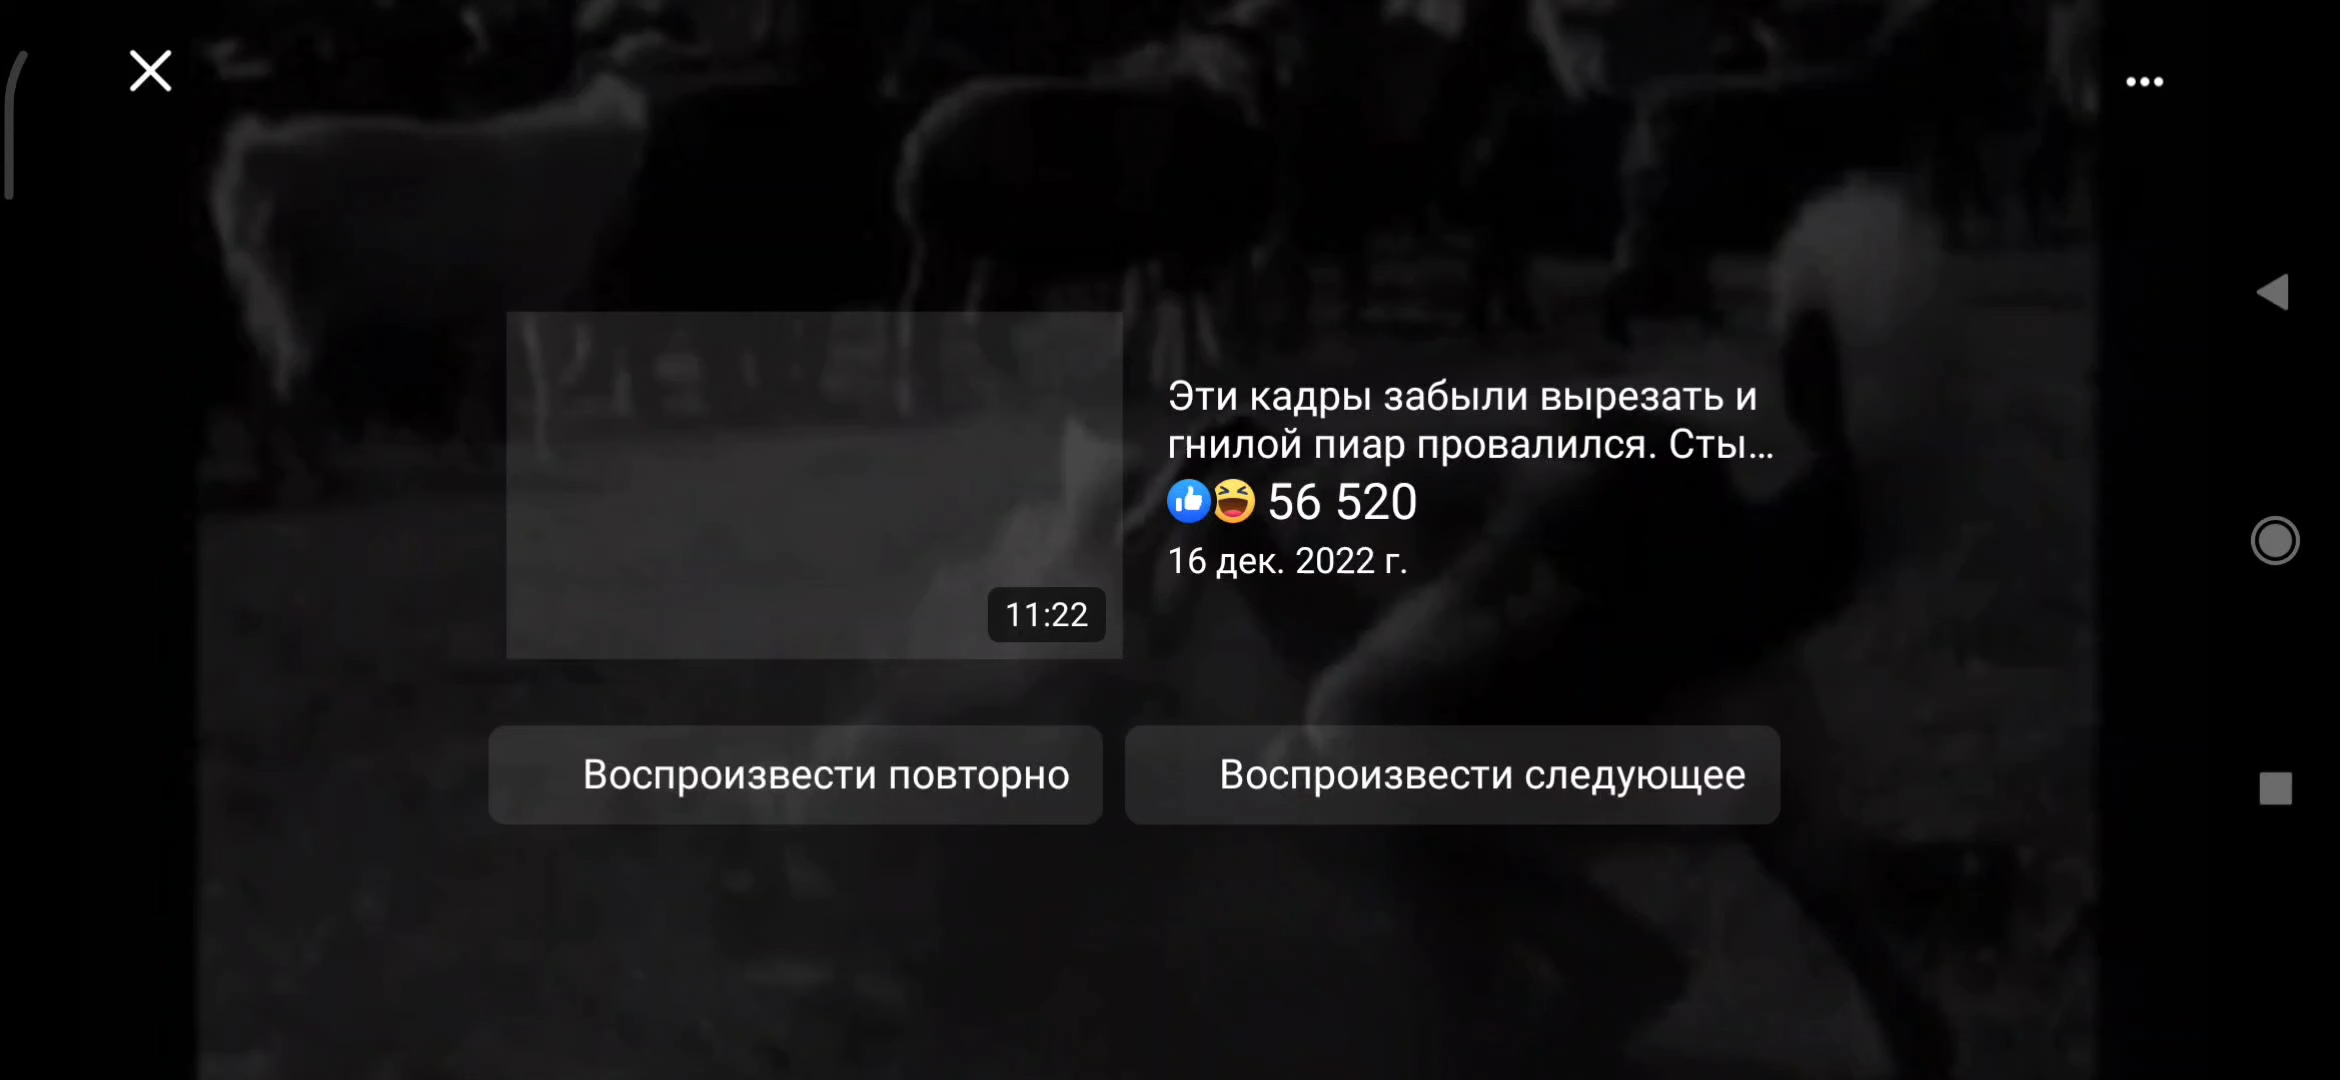 Эти кадры забыли вырезать и
гнилой пиар провалился. Сты...
56 520
16 дек. 2022 г.
11:22
Воспроизвести повторно
Воспроизвести следующее